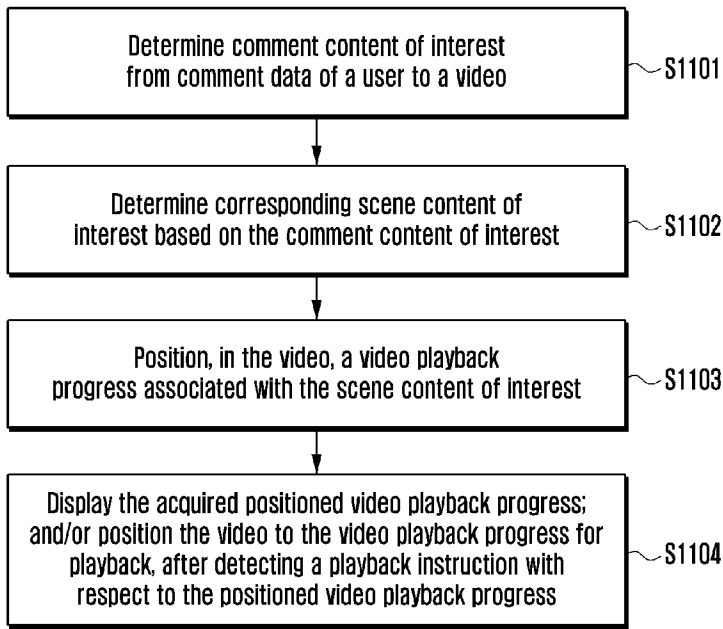 Determine comment content of interest
from comment data of a user to a video
S1101
Determine corresponding scene content of
interest based on the comment content of interest
S1102
Position, in the video, a video playback
progress associated with the scene content of interest
S1103
Display the acquired positioned video playback progress;
and/or position the video to the video playback progress for
playback, after detecting a playback instruction with
respect to the positioned video playback progress
S1104